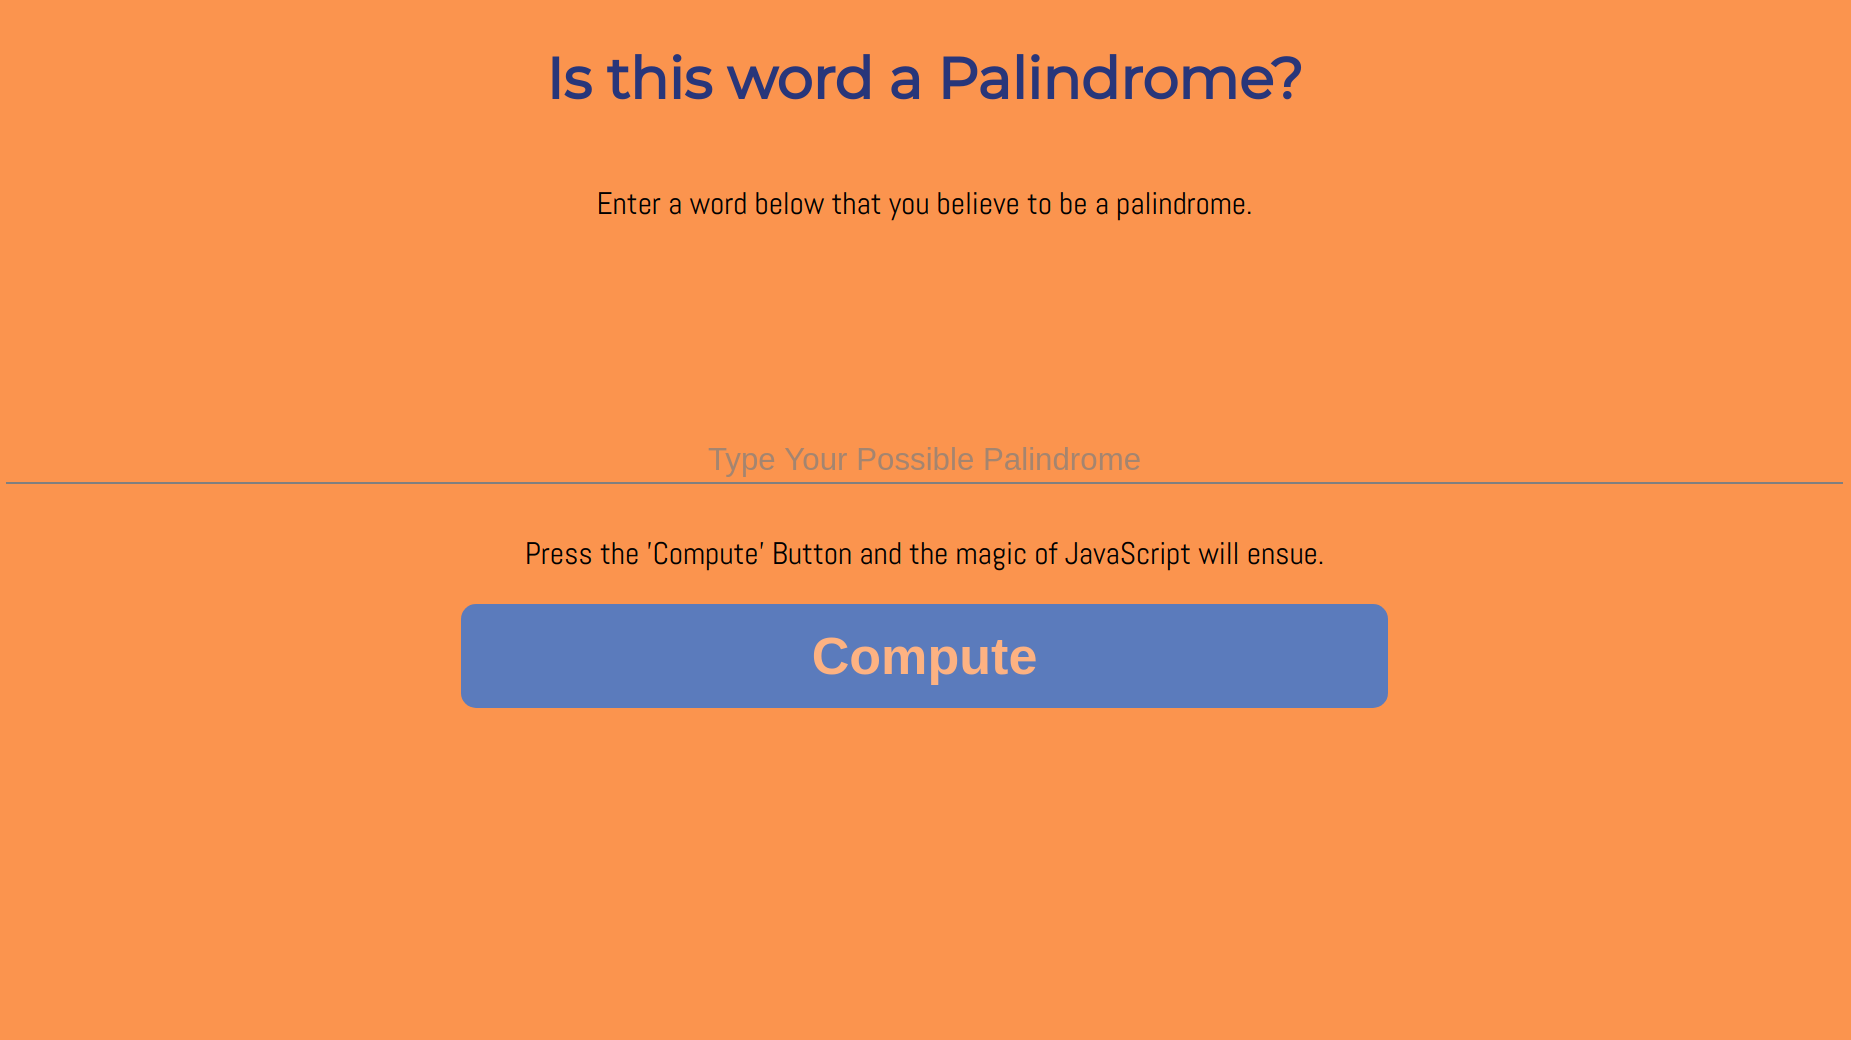 Is this word a Palindrome?
Enter a word below that you believe to be a palindrome.
Type Your Possible Palindrome
Press the 'Compute' Button and the magic of JavaScript will ensue.
Compute